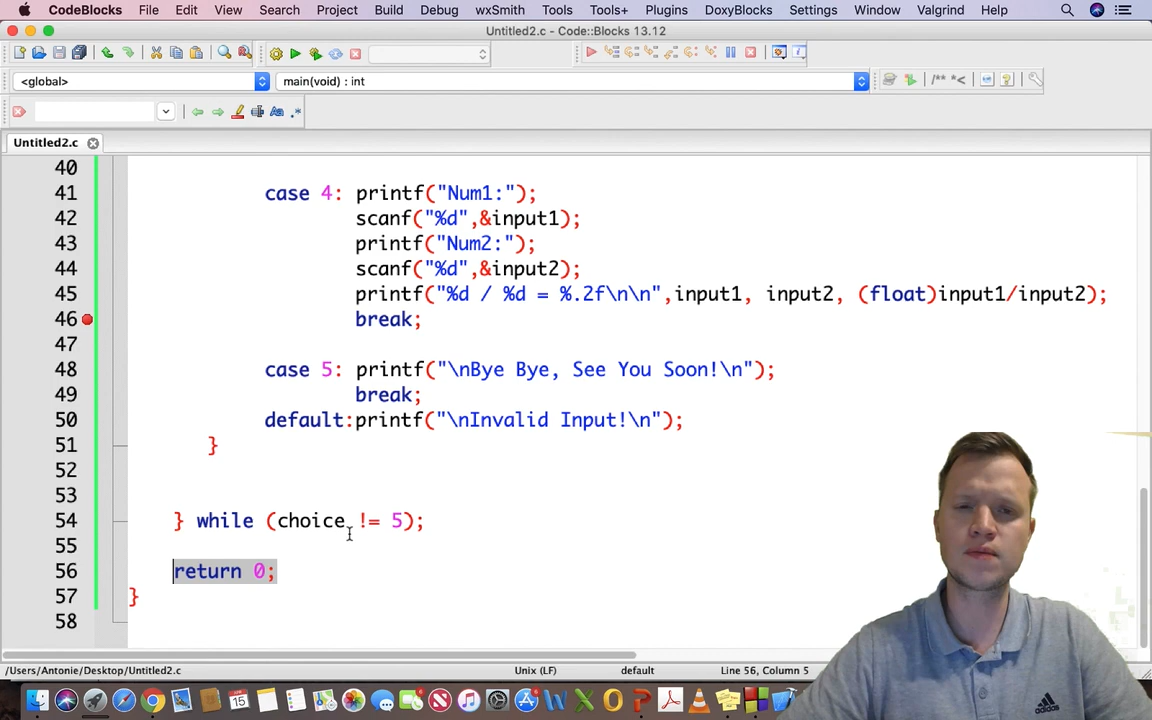 CodeBlocks File Edit View Search Project Build Debug wxSmith Tools Tools+ Plugins DoxyBlocks Settings Window Valgrind Help
Untitled2.c - Code::Blocks 13.12
<global> main(void) : int
Untitled2.c
40
41 case 4: printf("Num1:");
42 scanf("%d",&input1);
43 printf("Num2:");
44 scanf("%d",&input2);
45 printf("%d / %d = %.2f\n\n",input1, input2, (float)input1/input2);
46 break;
47
48 case 5: printf("\nBye Bye, See You Soon!\n");
49 break;
50 default:printf("\nInvalid Input!\n");
51 }
52
53
54 } while (choice != 5);
55
56 return 0;
57 }
58
/Users/Antonie/Desktop/Untitled2.c Unix (LF) default Line 56, Column 5